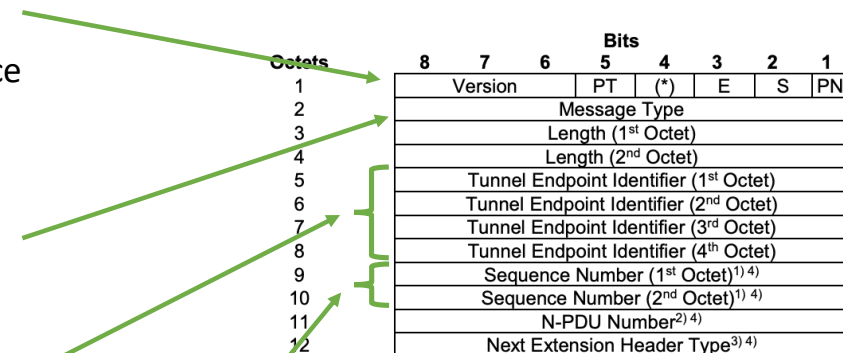 ce
Bits
Octets 8 7 6 5 4 3 2 1
1 Version PT (*) E S PN
2 Message Type
3 Length (1st Octet)
4 Length (2nd Octet)
5 Tunnel Endpoint Identifier (1st Octet)
6 Tunnel Endpoint Identifier (2nd Octet)
7 Tunnel Endpoint Identifier (3rd Octet)
8 Tunnel Endpoint Identifier (4th Octet)
9 Sequence Number (1st Octet)1) 4)
10 Sequence Number (2nd Octet)1) 4)
11 N-PDU Number2) 4)
12 Next Extension Header Type3) 4)